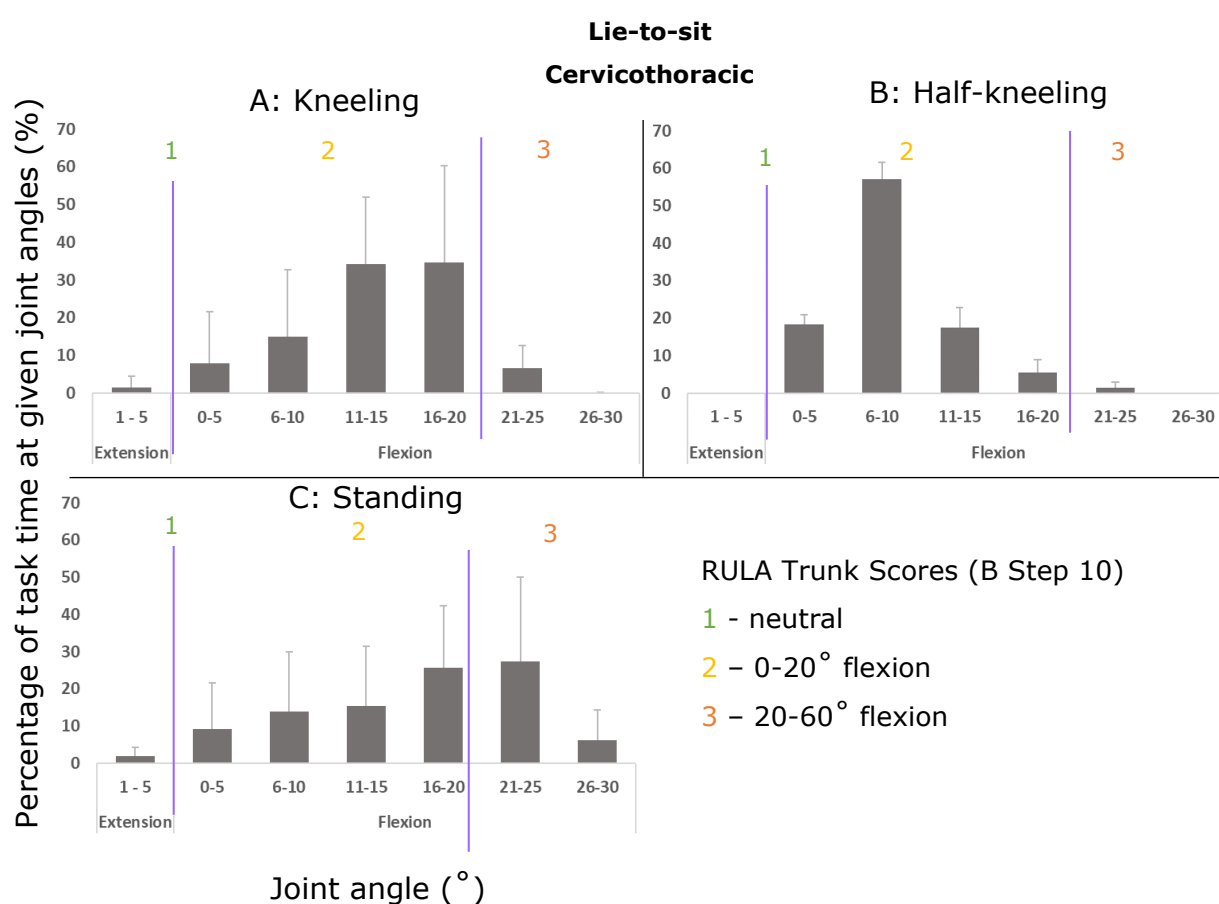 Lie-to-sit
Cervicothoracic
Percentage of task time at given joint angles (%)
A: Kneeling
1 2 3
70
60
50
40
30
20
10
0
1 - 5 0-5 6-10 11-15 16-20 21-25 26-30
Extension Flexion
B: Half-kneeling
1 2 3
70
60
50
40
30
20
10
0
1 - 5 0-5 6-10 11-15 16-20 21-25 26-30
Extension Flexion
C: Standing
1 2 3
70
60
50
40
30
20
10
0
1 - 5 0-5 6-10 11-15 16-20 21-25 26-30
Extension Flexion
Joint angle (˚)
RULA Trunk Scores (B Step 10)
1 - neutral
2 – 0-20˚ flexion
3 – 20-60˚ flexion